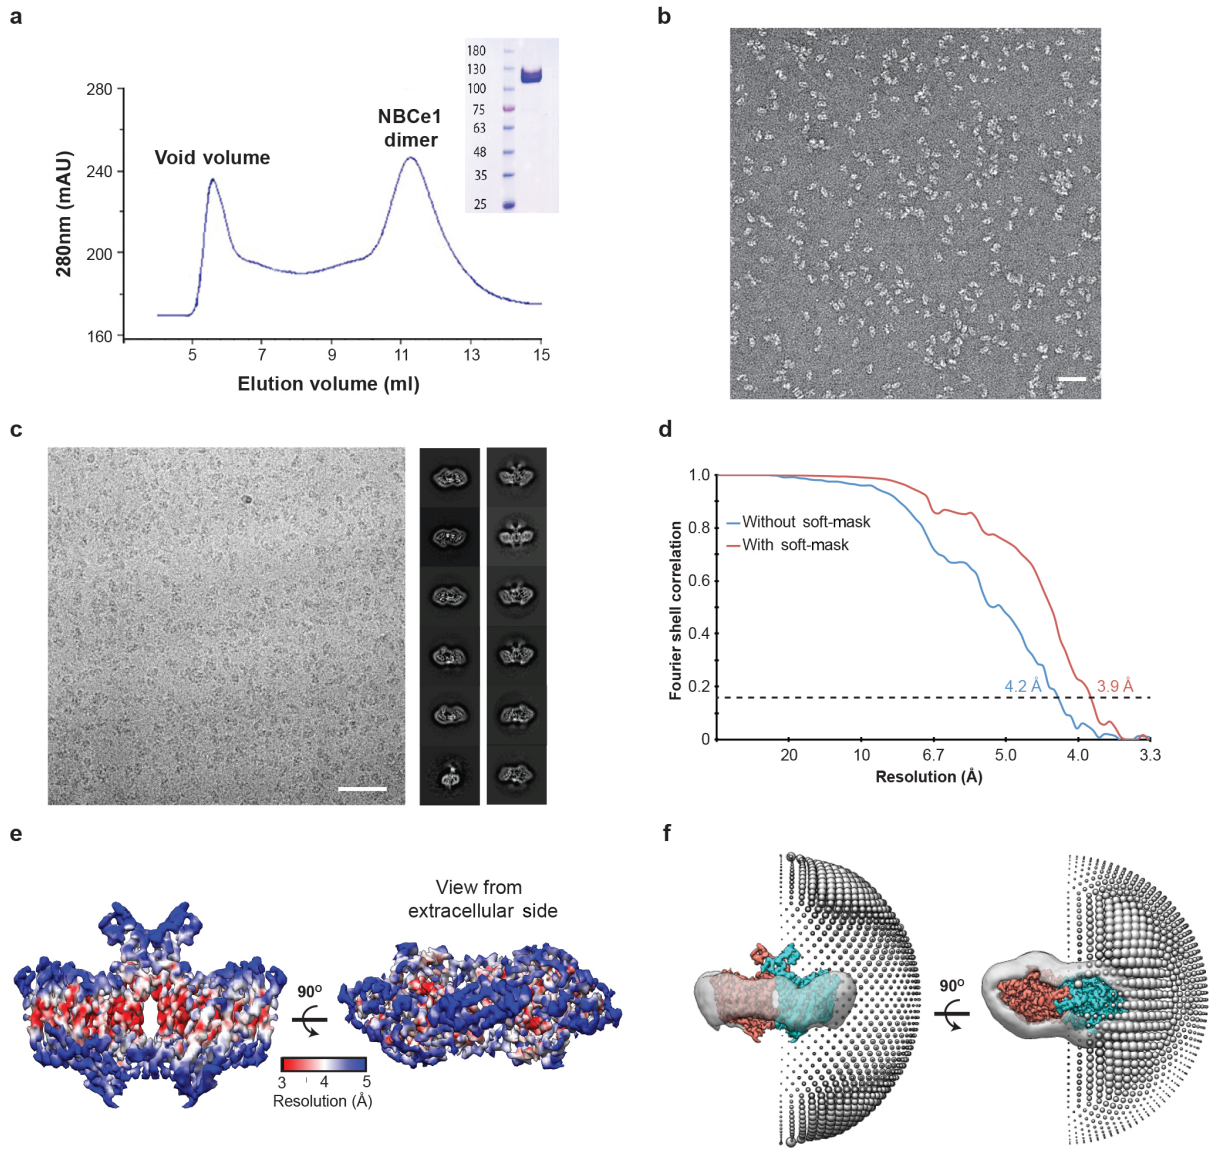 a
280nm (mAU)
280
240
200
160
Void volume
NBCe1
dimer
180
130
100
75
63
48
35
25
5
7
9
11
13
15
Elution volume (ml)
b
c
d
Fourier shell correlation
1.0
0.8
0.6
0.4
0.2
0
Without soft-mask
With soft-mask
4.2 Å
3.9 Å
20
10
6.7
5.0
4.0
3.3
Resolution (Å)
e
View from
extracellular side
90º
3
4
5
Resolution (Å)
f
90º